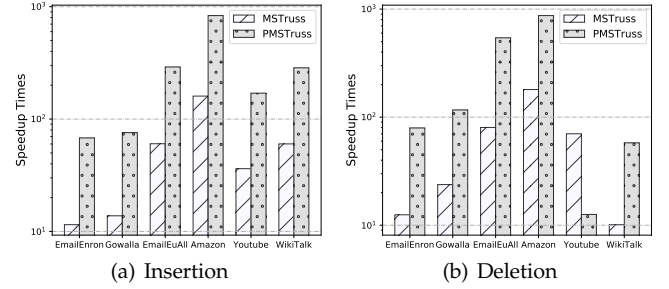 10³
10²
10¹
Speedup Times
MSTruss
PMSTruss
EmailEnron Gowalla EmailEuAll Amazon Youtube WikiTalk
(a) Insertion
10³
10²
10¹
Speedup Times
MSTruss
PMSTruss
EmailEnron Gowalla EmailEuAll Amazon Youtube WikiTalk
(b) Deletion